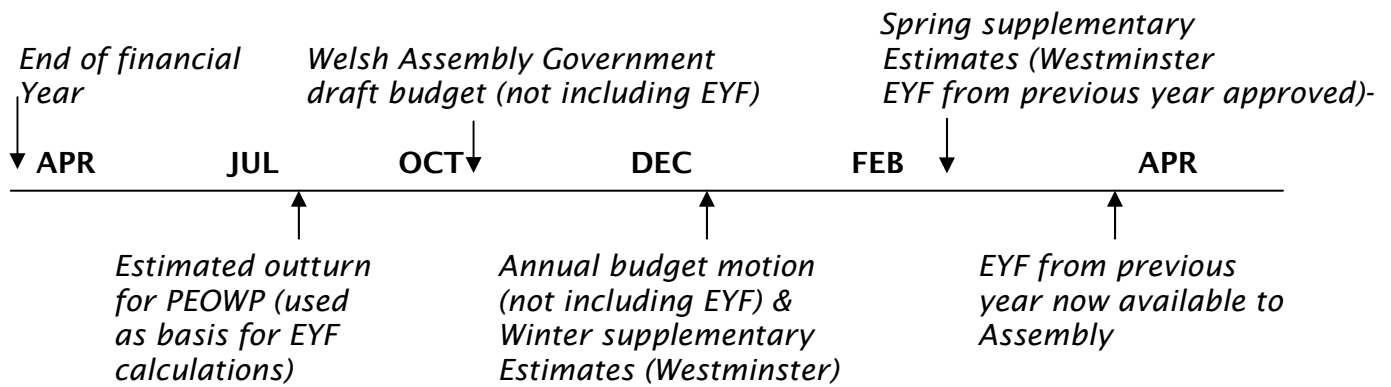 End of financial
Year
Welsh Assembly Government
draft budget (not including EYF)
Spring supplementary
Estimates (Westminster
EYF from previous year approved)-
APR JUL OCT DEC FEB APR
Estimated outturn
for PEOWP (used
as basis for EYF
calculations)
Annual budget motion
(not including EYF) &
Winter supplementary
Estimates (Westminster)
EYF from previous
year now available to
Assembly